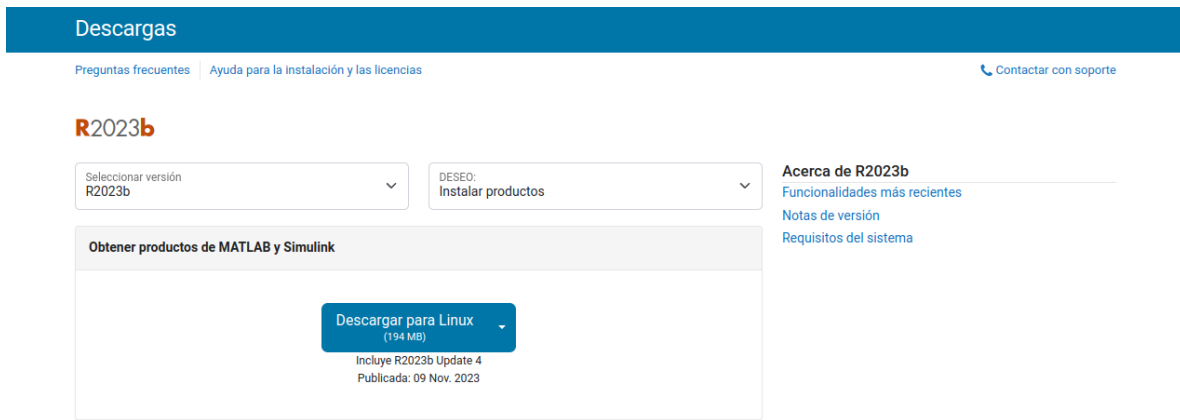 Descargas
Preguntas frecuentes
Ayuda para la instalación y las licencias
Contactar con soporte
R2023b
Seleccionar versión
R2023b
DESEO:
Instalar productos
Acerca de R2023b
Funcionalidades más recientes
Notas de versión
Requisitos del sistema
Obtener productos de MATLAB y Simulink
Descargar para Linux
(194 MB)
Incluye R2023b Update 4
Publicada: 09 Nov. 2023